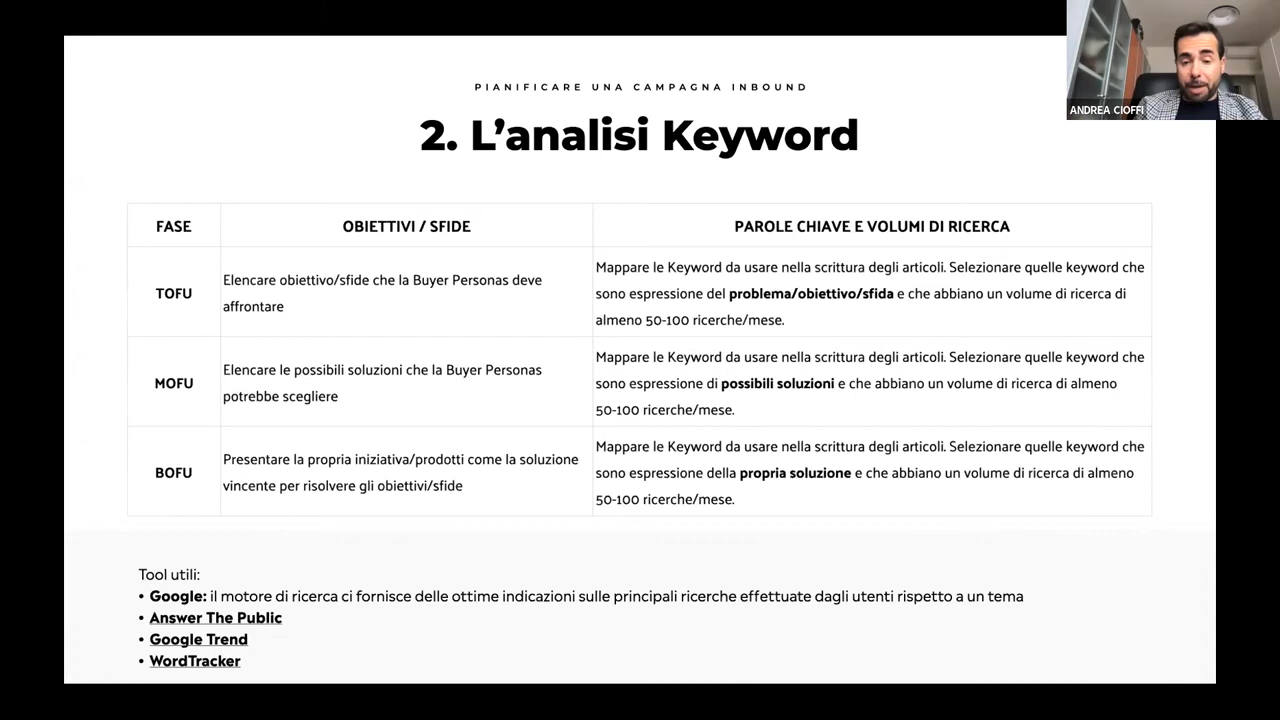 ANDREA CIOFFI
PIANIFICARE UNA CAMPAGNA INBOUND
2. L’analisi Keyword
FASE
OBIETTIVI / SFIDE
PAROLE CHIAVE E VOLUMI DI RICERCA
TOFU
Elencare obiettivo/sfide che la Buyer Personas deve
affrontare
Mappare le Keyword da usare nella scrittura degli articoli. Selezionare quelle keyword che
sono espressione del problema/obiettivo/sfida e che abbiano un volume di ricerca di
almeno 50-100 ricerche/mese.
MOFU
Elencare le possibili soluzioni che la Buyer Personas
potrebbe scegliere
Mappare le Keyword da usare nella scrittura degli articoli. Selezionare quelle keyword che
sono espressione di possibili soluzioni e che abbiano un volume di ricerca di almeno
50-100 ricerche/mese.
BOFU
Presentare la propria iniziativa/prodotti come la soluzione
vincente per risolvere gli obiettivi/sfide
Mappare le Keyword da usare nella scrittura degli articoli. Selezionare quelle keyword che
sono espressione della propria soluzione e che abbiano un volume di ricerca di almeno
50-100 ricerche/mese.
Tool utili:
• Google: il motore di ricerca ci fornisce delle ottime indicazioni sulle principali ricerche effettuate dagli utenti rispetto a un tema
• Answer The Public
• Google Trend
• WordTracker